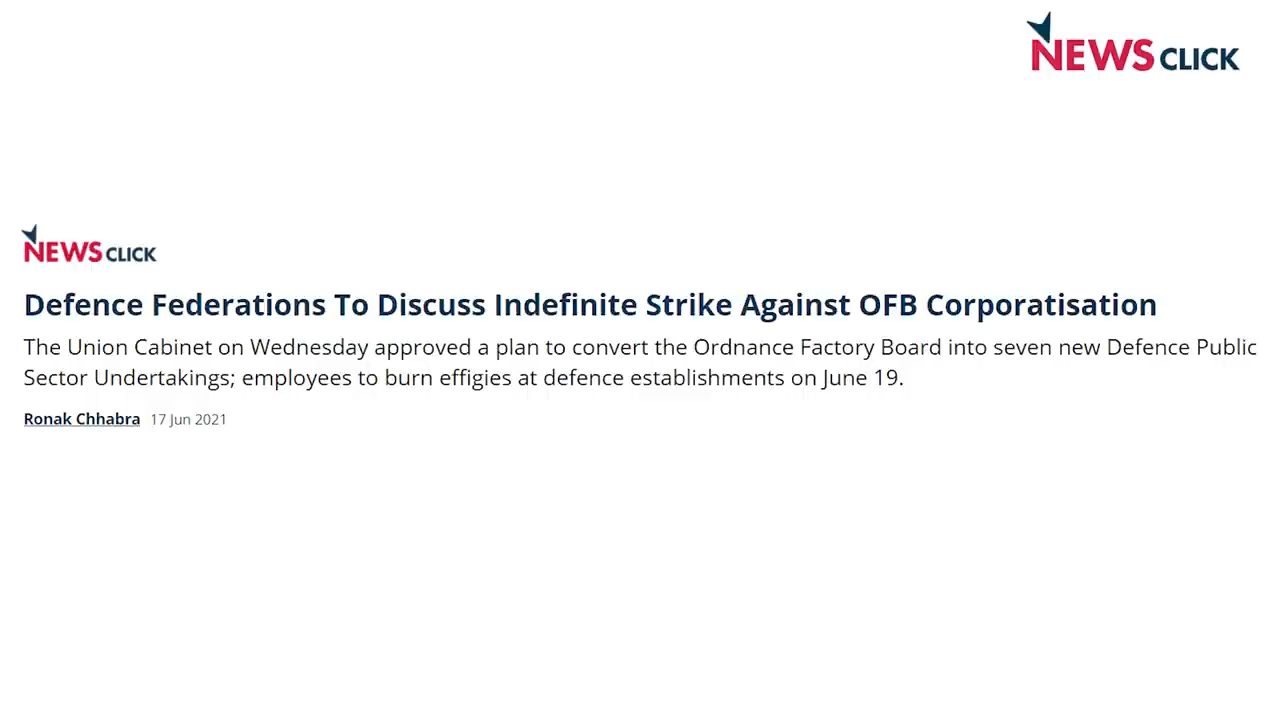 NEWS CLICK
NEWS CLICK
Defence Federations To Discuss Indefinite Strike Against OFB Corporatisation
The Union Cabinet on Wednesday approved a plan to convert the Ordnance Factory Board into seven new Defence Public
Sector Undertakings; employees to burn effigies at defence establishments on June 19.
Ronak Chhabra 17 Jun 2021